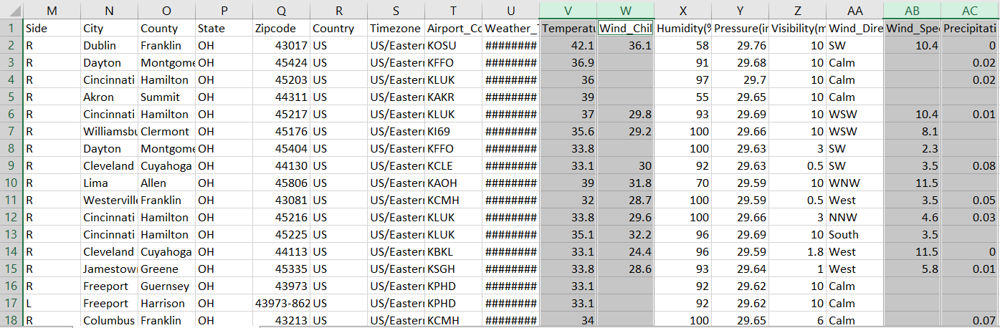 M N O P Q R S T U V W X Y Z AA AB AC
1 Side City County State Zipcode Country Timezone Airport_Co Weather_ Temperatu Wind_Chil Humidity(% Pressure(in Visibility(m Wind_Dire Wind_Spee Precipitati
2 R Dublin Franklin OH 43017 US US/Eastern KOSU ######## 42.1 36.1 58 29.76 10 SW 10.4 0
3 R Dayton Montgome OH 45424 US US/Eastern KFFO ######## 36.9 91 29.68 10 Calm 0.02
4 R Cincinnati Hamilton OH 45203 US US/Eastern KLUK ######## 36 97 29.7 10 Calm 0.02
5 R Akron Summit OH 44311 US US/Eastern KAKR ######## 39 55 29.65 10 Calm
6 R Cincinnati Hamilton OH 45217 US US/Eastern KLUK ######## 37 29.8 93 29.69 10 WSW 10.4 0.01
7 R Williamsbu Clermont OH 45176 US US/Eastern KI69 ######## 35.6 29.2 100 29.66 10 WSW 8.1
8 R Dayton Montgome OH 45404 US US/Eastern KFFO ######## 33.8 100 29.63 3 SW 2.3
9 R Cleveland Cuyahoga OH 44130 US US/Eastern KCLE ######## 33.1 30 92 29.63 0.5 SW 3.5 0.08
10 R Lima Allen OH 45806 US US/Eastern KAOH ######## 39 31.8 70 29.59 10 WNW 11.5
11 R Westerville Franklin OH 43081 US US/Eastern KCMH ######## 32 28.7 100 29.59 0.5 West 3.5 0.05
12 R Cincinnati Hamilton OH 45216 US US/Eastern KLUK ######## 33.8 29.6 100 29.66 3 NNW 4.6 0.03
13 R Cincinnati Hamilton OH 45225 US US/Eastern KLUK ######## 35.1 32.2 96 29.69 10 South 3.5
14 R Cleveland Cuyahoga OH 44113 US US/Eastern KBKL ######## 33.1 24.4 96 29.59 1.8 West 11.5 0
15 R Jamestown Greene OH 45335 US US/Eastern KSGH ######## 33.8 28.6 93 29.64 1 West 5.8 0.01
16 R Freeport Guernsey OH 43973 US US/Eastern KPHD ######## 33.1 92 29.62 10 Calm
17 L Freeport Harrison OH 43973-862 US US/Eastern KPHD ######## 33.1 92 29.62 10 Calm
18 R Columbus Franklin OH 43213 US US/Eastern KCMH ######## 34 100 29.65 6 Calm 0.07